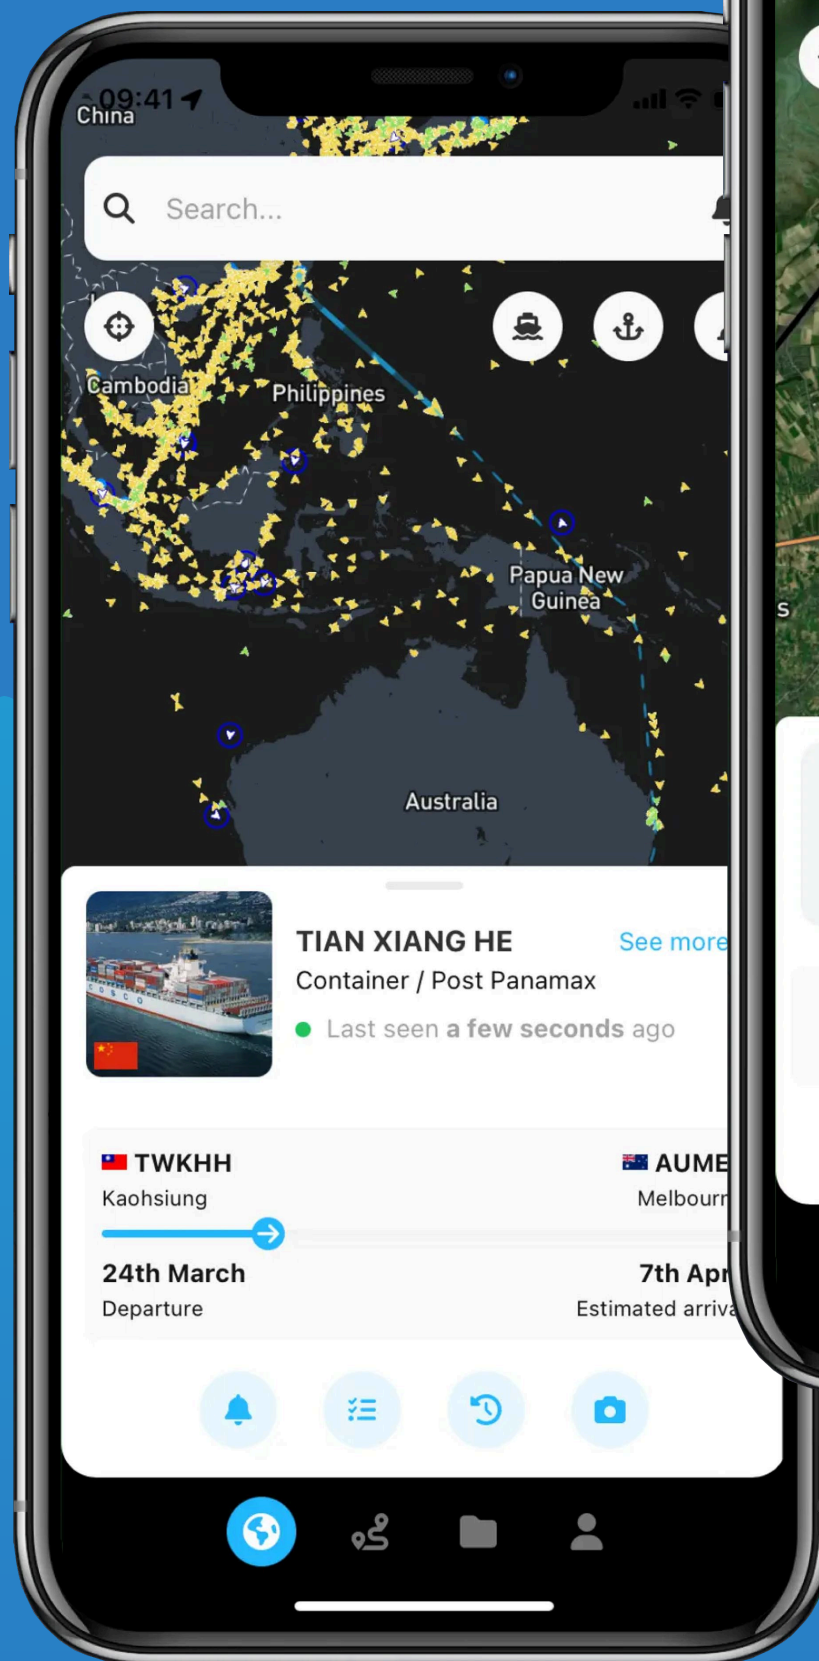 09:41
China
Search...
Cambodia
Philippines
Papua New
Guinea
Australia
TIAN XIANG HE
See more
Container / Post Panamax
COSCO
Last seen a few seconds ago
TWKHH
AUME
Kaohsiung
Melbourn
24th March
7th Apr
Departure
Estimated arriva
s